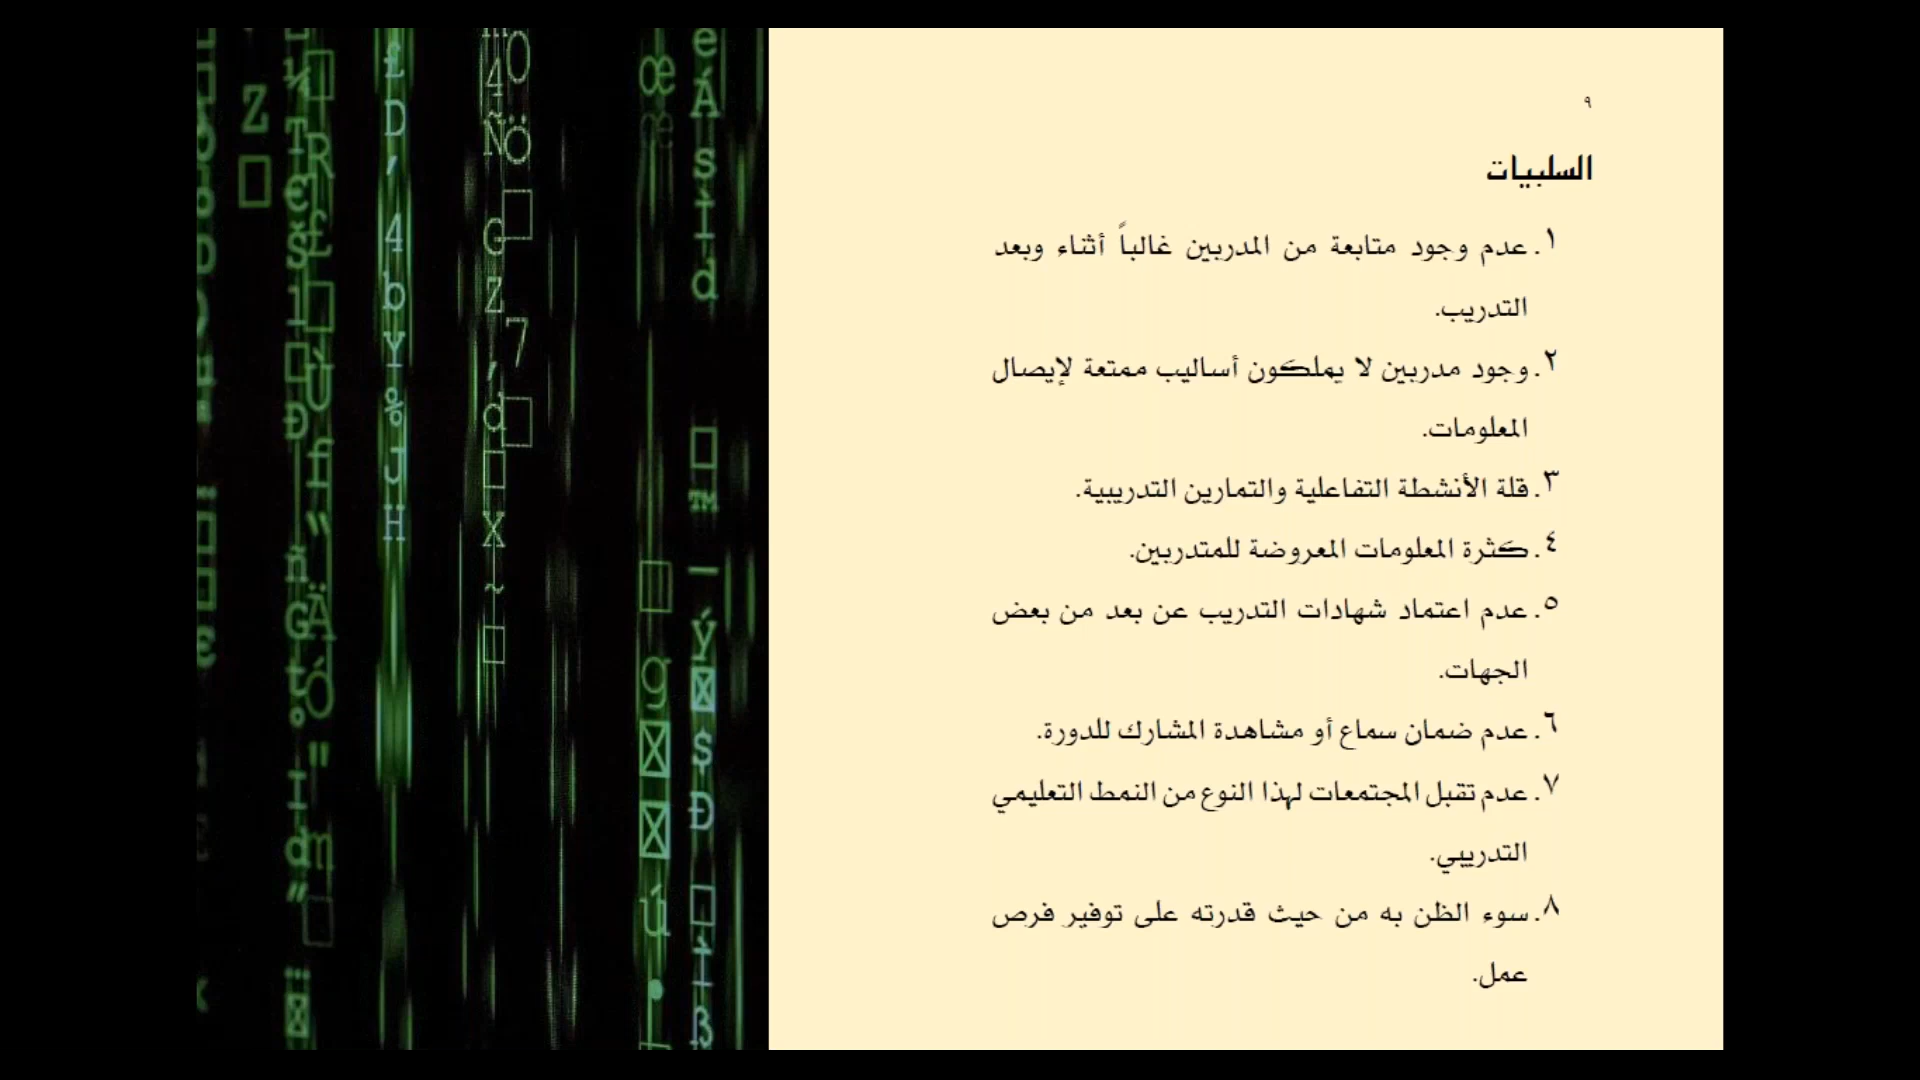 ٩
السلبيات
١. عدم وجود متابعة من المدربين غالباً أثناء وبعد
التدريب.
٢. وجود مدربين لا يملكون أساليب ممتعة لإيصال
المعلومات.
٣. قلة الأنشطة التفاعلية والتمارين التدريبية.
٤. كثرة المعلومات المعروضة للمتدربين.
٥. عدم اعتماد شهادات التدريب عن بعد من بعض
الجهات.
٦. عدم ضمان سماع أو مشاهدة المشارك للدورة.
٧. عدم تقبل المجتمعات لهذا النوع من النمط التعليمي
التدريبي.
٨. سوء الظن به من حيث قدرته على توفير فرص
عمل.